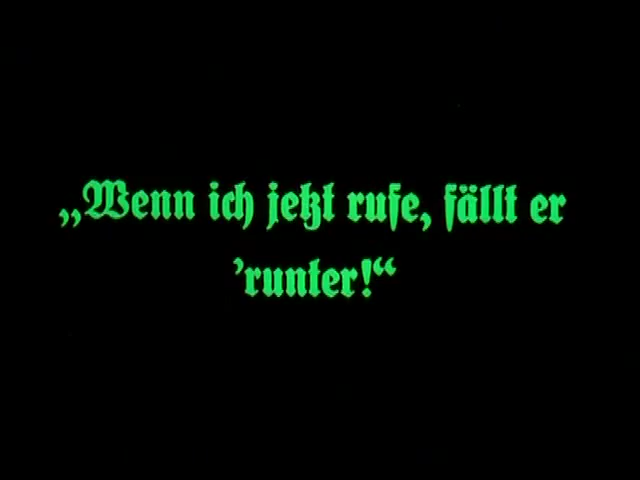 „Wenn ich jetzt rufe, fällt er
’runter!“